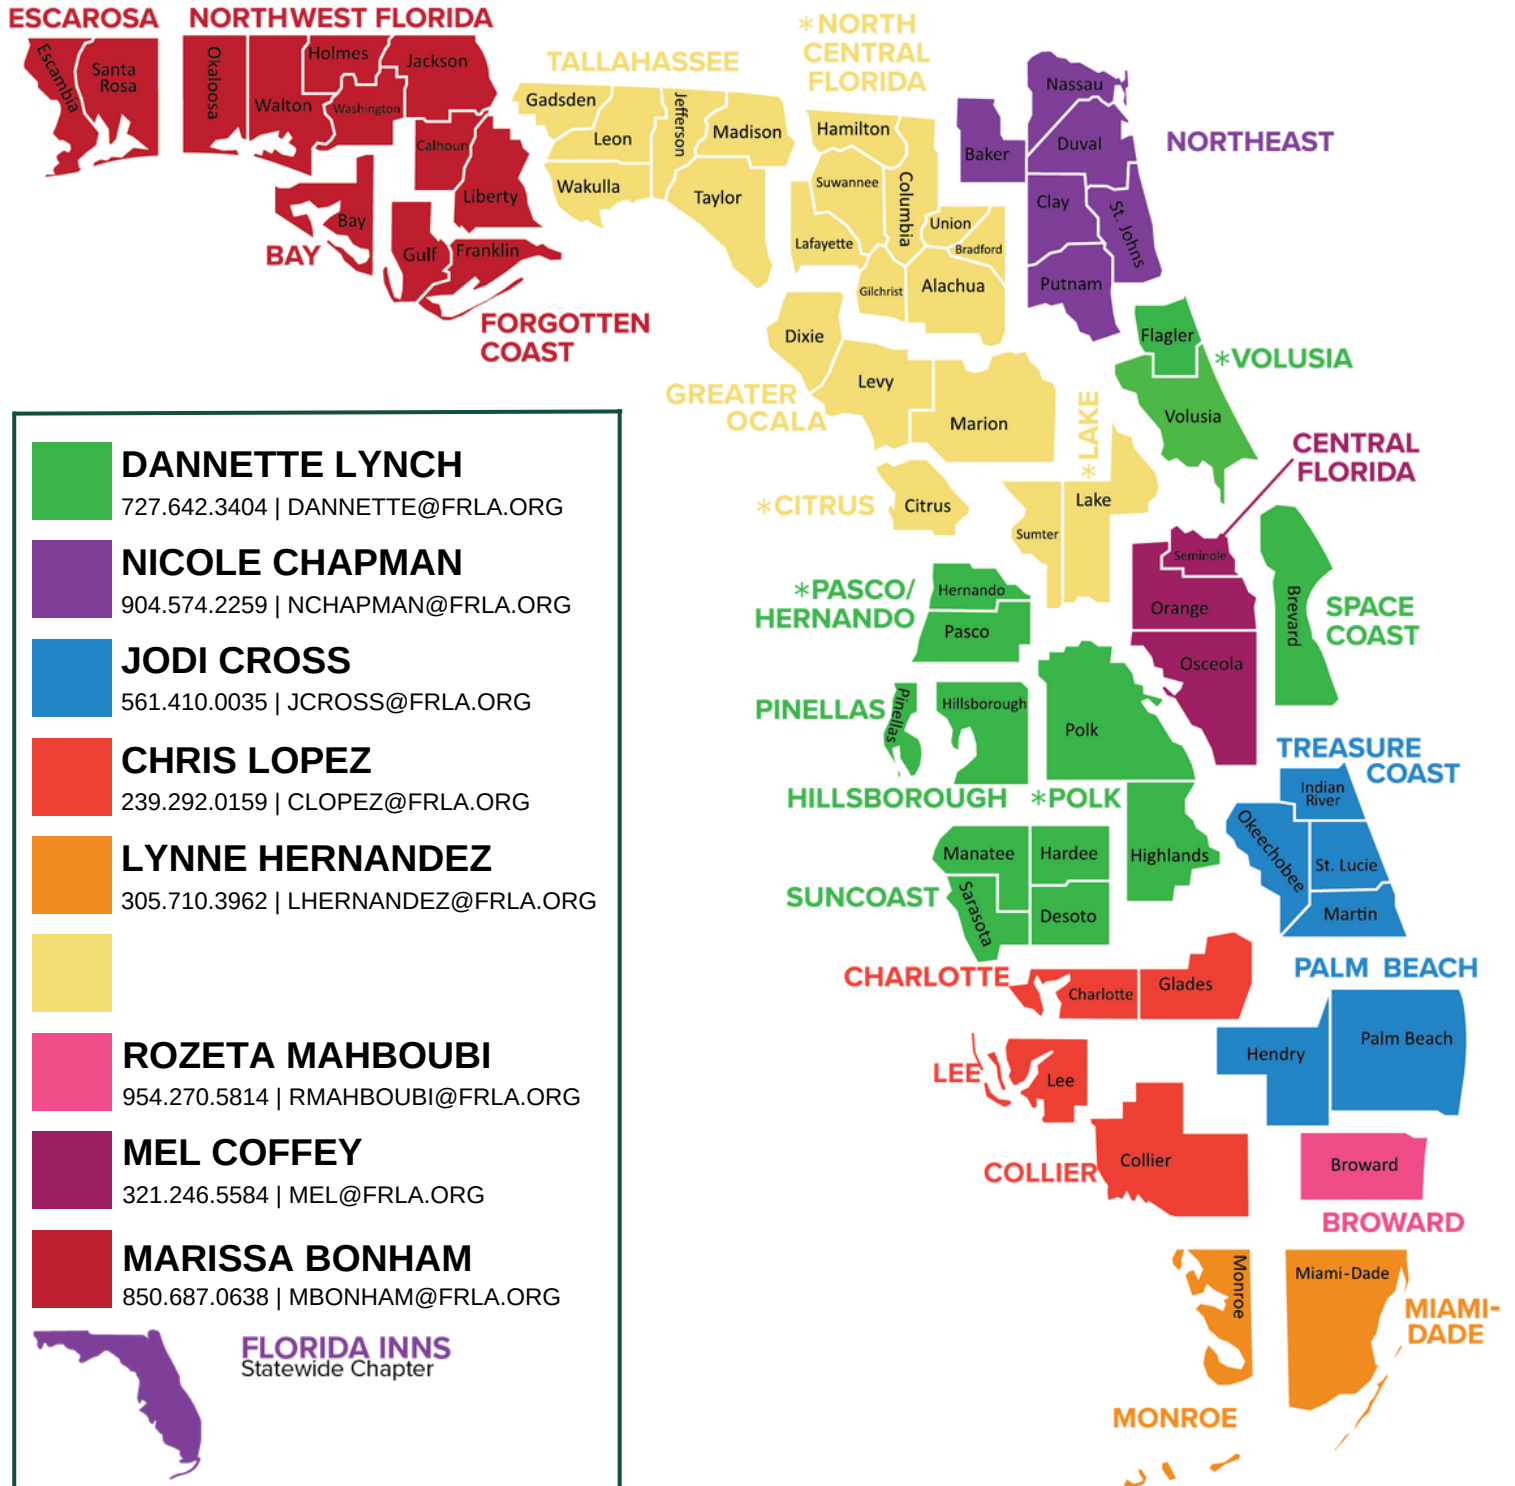 ESCAROSA
Escambia
Santa
Rosa
NORTHWEST FLORIDA
Okaloosa
Walton
Holmes
Washington
Jackson
Calhoun
Liberty
BAY
Bay
Gulf
Franklin
FORGOTTEN
COAST
TALLAHASSEE
Gadsden
Leon
Jefferson
Madison
Wakulla
Taylor
*NORTH
CENTRAL
FLORIDA
Hamilton
Suwannee
Columbia
Lafayette
Union
Bradford
Gilchrist
Alachua
NORTHEAST
Nassau
Baker
Duval
Clay
St. Johns
Putnam
GREATER
OCALA
Dixie
Levy
Marion
*VOLUSIA
Flagler
Volusia
*CITRUS
Citrus
*LAKE
Lake
Sumter
CENTRAL
FLORIDA
Seminole
Orange
Osceola
SPACE
COAST
Brevard
*PASCO/
HERNANDO
Hernando
Pasco
PINELLAS
Pinellas
Hillsborough
HILLSBOROUGH
Polk
*POLK
Highlands
SUNCOAST
Manatee
Hardee
Sarasota
Desoto
TREASURE
COAST
Indian
River
Okeechobee
St. Lucie
Martin
CHARLOTTE
Charlotte
Glades
PALM BEACH
Hendry
Palm Beach
LEE
Lee
COLLIER
Collier
Broward
BROWARD
Monroe
MONROE
Miami-Dade
MIAMI-
DADE
DANNETTE LYNCH
727.642.3404 | DANNETTE@FRLA.ORG
NICOLE CHAPMAN
904.574.2259 | NCHAPMAN@FRLA.ORG
JODI CROSS
561.410.0035 | JCROSS@FRLA.ORG
CHRIS LOPEZ
239.292.0159 | CLOPEZ@FRLA.ORG
LYNNE HERNANDEZ
305.710.3962 | LHERNANDEZ@FRLA.ORG
ROZETA MAHBOUBI
954.270.5814 | RMAHBOUBI@FRLA.ORG
MEL COFFEY
321.246.5584 | MEL@FRLA.ORG
MARISSA BONHAM
850.687.0638 | MBONHAM@FRLA.ORG
FLORIDA INNS
Statewide Chapter